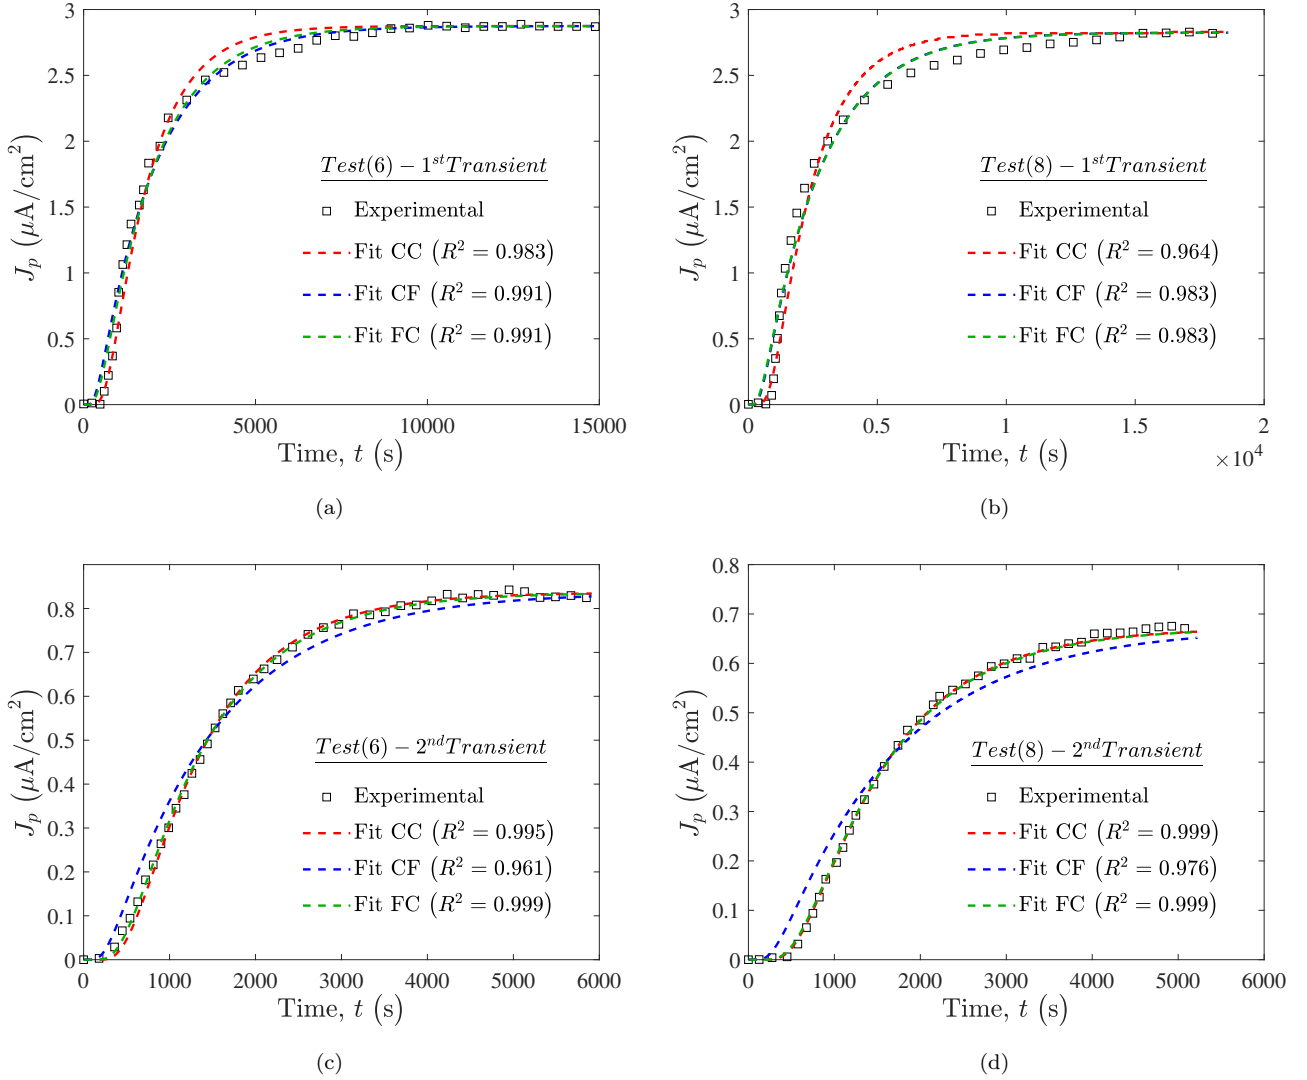 3
2.5
2
1.5
1
0.5
0
J_p (μA/cm²)
Test(6) − 1^{st}Transient
Experimental
Fit CC (R² = 0.983)
Fit CF (R² = 0.991)
Fit FC (R² = 0.991)
0 5000 10000 15000
Time, t (s)
(a)
3
2.5
2
1.5
1
0.5
0
J_p (μA/cm²)
Test(8) − 1^{st}Transient
Experimental
Fit CC (R² = 0.964)
Fit CF (R² = 0.983)
Fit FC (R² = 0.983)
0 0.5 1 1.5 2
Time, t (s)
×10⁴
(b)
0.8
0.7
0.6
0.5
0.4
0.3
0.2
0.1
0
J_p (μA/cm²)
Test(6) − 2^{nd}Transient
Experimental
Fit CC (R² = 0.995)
Fit CF (R² = 0.961)
Fit FC (R² = 0.999)
0 1000 2000 3000 4000 5000 6000
Time, t (s)
(c)
0.8
0.7
0.6
0.5
0.4
0.3
0.2
0.1
0
J_p (μA/cm²)
Test(8) − 2^{nd}Transient
Experimental
Fit CC (R² = 0.999)
Fit CF (R² = 0.976)
Fit FC (R² = 0.999)
0 1000 2000 3000 4000 5000 6000
Time, t (s)
(d)